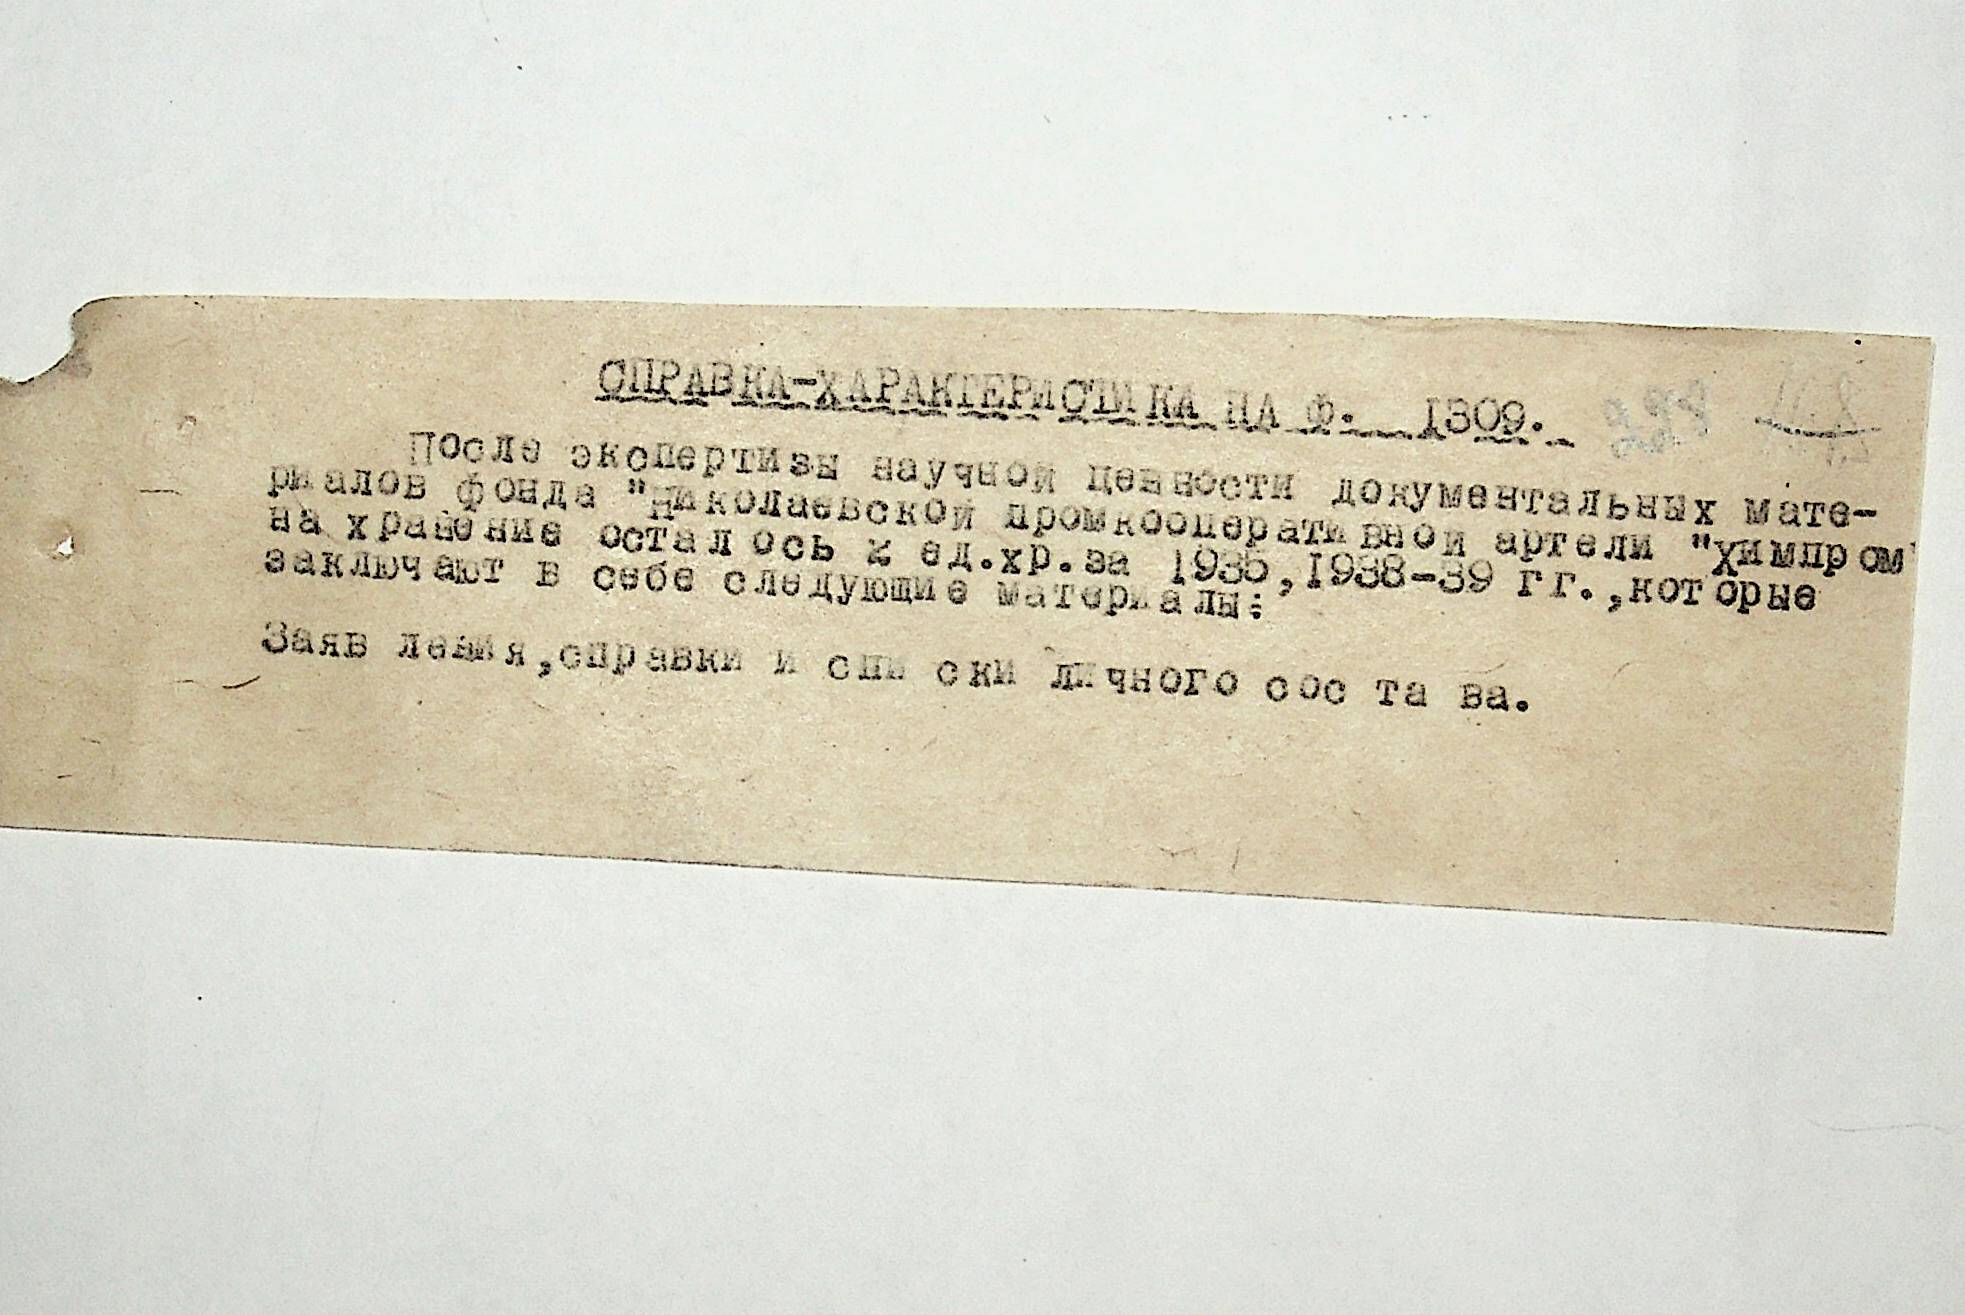 СПРАВКА-ХАРАКТЕРИСТИКА НА Ф. 1309.
После экспертизы научной ценности документальных мате-
риалов фонда "Николаевской промкооперативной артели "Химпром"
на хранение осталось 2 ед.хр.за 1935,1938-39 гг.,которые
заключают в себе следующие материалы:
Заявления,справки и списки личного состава.